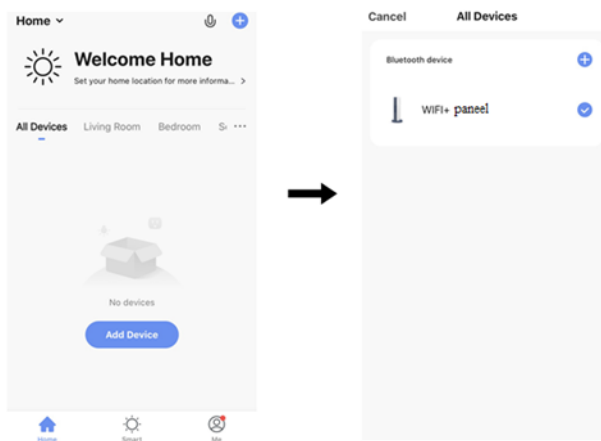 Home
Welcome Home
Set your home location for more informa... >
All Devices Living Room Bedroom S
No devices
Add Device
Home Smart Me
Cancel All Devices
Bluetooth device
WIFI+ paneel